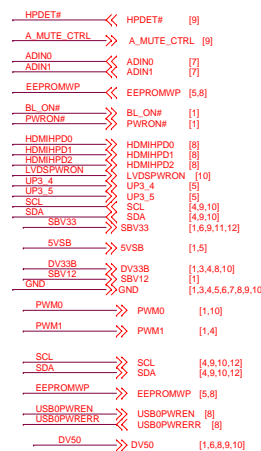 HPDET# HPDET# [9]
A_MUTE_CTRL A_MUTE_CTRL [9]
ADIN0 ADIN0 [7]
ADIN1 ADIN1 [7]
EEPROMWP EEPROMWP [5,8]
BL_ON# BL_ON# [1]
PWRON# PWRON# [1]
HDMIHPD0 HDMIHPD0 [8]
HDMIHPD1 HDMIHPD1 [8]
HDMIHPD2 HDMIHPD2 [8]
LVDSPWRON LVDSPWRON [10]
UP3_4 UP3_4 [5]
UP3_5 UP3_5 [5]
SCL SCL [4,9,10]
SDA SDA [4,9,10]
SBV33 SBV33 [1,6,9,11,12]
5VSB 5VSB [1,5]
DV33B DV33B [1,3,4,8,10]
SBV12 SBV12 [1]
GND GND [1,3,4,5,6,7,8,9,10
PWM0 PWM0 [1,10]
PWM1 PWM1 [1,4]
SCL SCL [4,9,10,12]
SDA SDA [4,9,10,12]
EEPROMWP EEPROMWP [5,8]
USB0PWREN USB0PWREN [8]
USB0PWRERR USB0PWRERR [8]
DV50 DV50 [1,6,8,9,10]